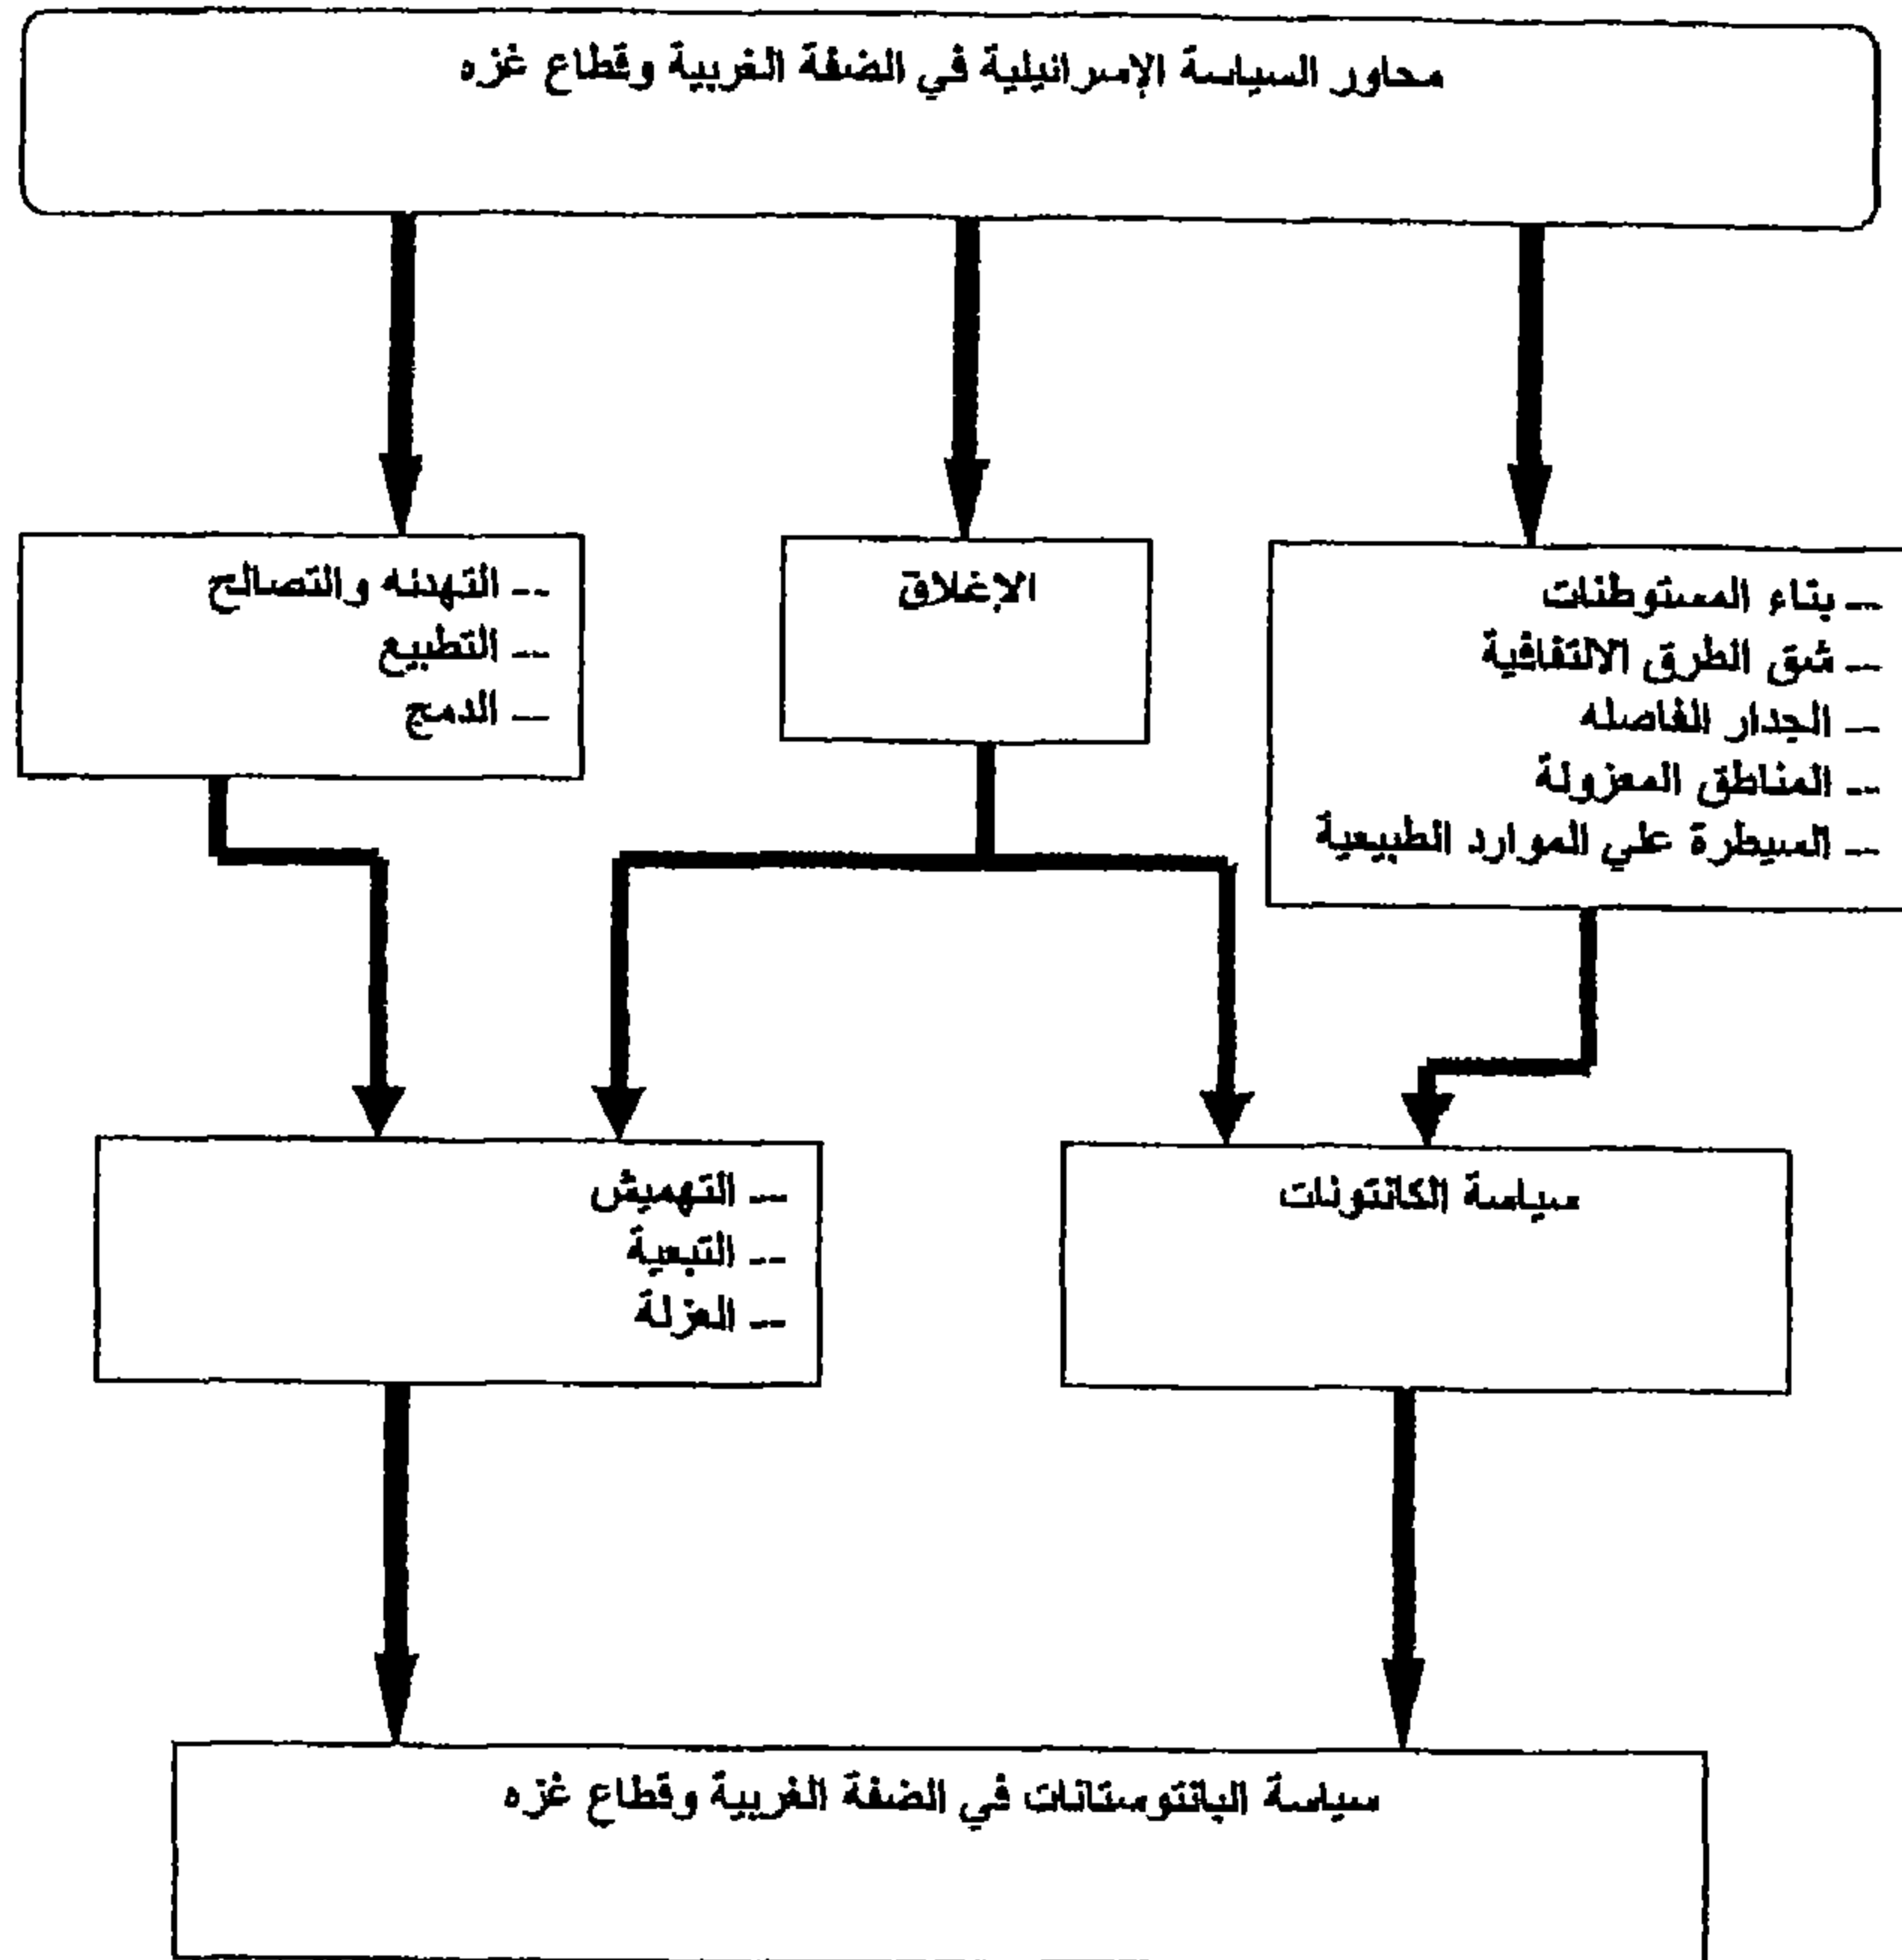 محاور السياسة الإسرائيلية في الضفة الغربية وقطاع غزه
– بناء المستوطنات
– شق الطرق الالتفافية
– الجدار الفاصله
– المناطق المعزولة
– السيطرة علي الموارد الطبيعية
الإغلاق
-- التهدئه والتصالح
– التطبيع
– الدمج
سياسة الكانتونات
– التهميش
– التبعية
– العزلة
سياسة البانتوستانات في الضفة الغربية وقطاع غزه